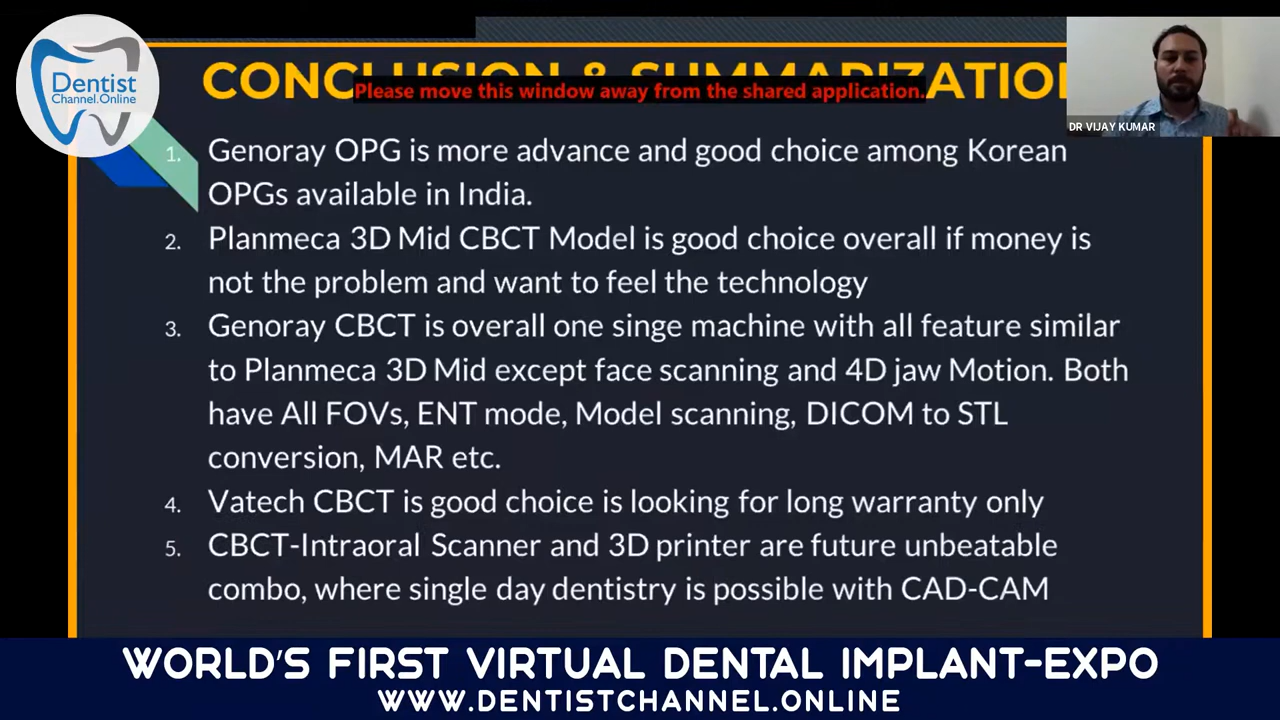 Dentist
Channel.Online
CONCLUSION & SUMMARIZATION
Please move this window away from the shared application.
DR VIJAY KUMAR
1. Genoray OPG is more advance and good choice among Korean
OPGs available in India.
2. Planmeca 3D Mid CBCT Model is good choice overall if money is
not the problem and want to feel the technology
3. Genoray CBCT is overall one singe machine with all feature similar
to Planmeca 3D Mid except face scanning and 4D jaw Motion. Both
have All FOVs, ENT mode, Model scanning, DICOM to STL
conversion, MAR etc.
4. Vatech CBCT is good choice is looking for long warranty only
5. CBCT-Intraoral Scanner and 3D printer are future unbeatable
combo, where single day dentistry is possible with CAD-CAM
WORLD'S FIRST VIRTUAL DENTAL IMPLANT-EXPO
WWW.DENTISTCHANNEL.ONLINE